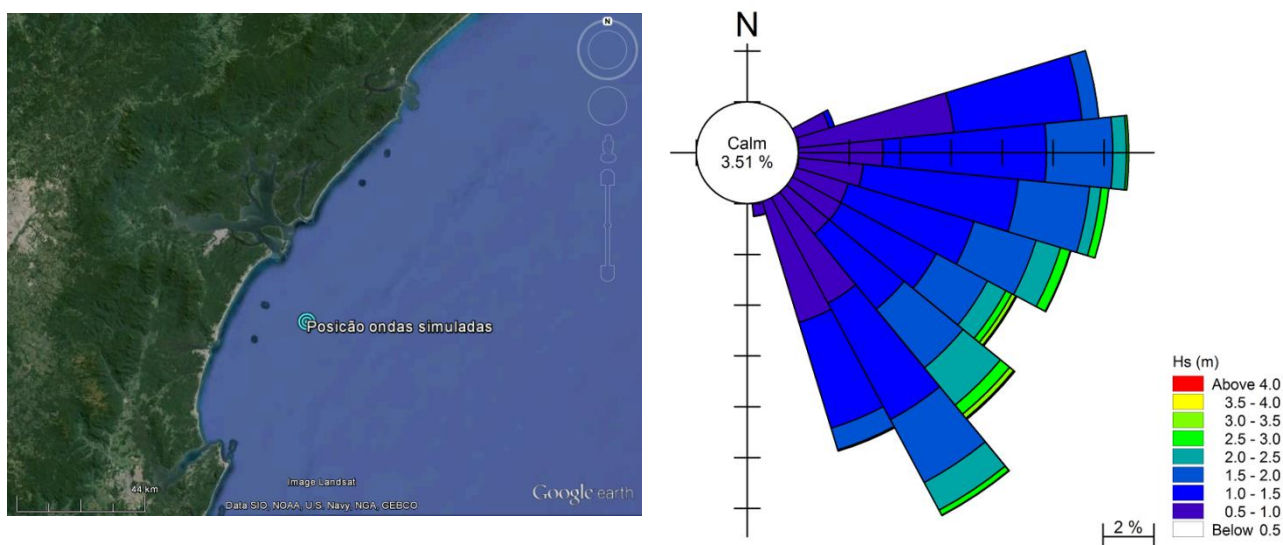 N
Posicão ondas simuladas
Image Landsat
44 km
Data SIO, NOAA, U.S. Navy, NGA, GEBCO
Google earth
N
Calm
3.51 %
Hs (m)
Above 4.0
3.5 - 4.0
3.0 - 3.5
2.5 - 3.0
2.0 - 2.5
1.5 - 2.0
1.0 - 1.5
0.5 - 1.0
Below 0.5
2 %